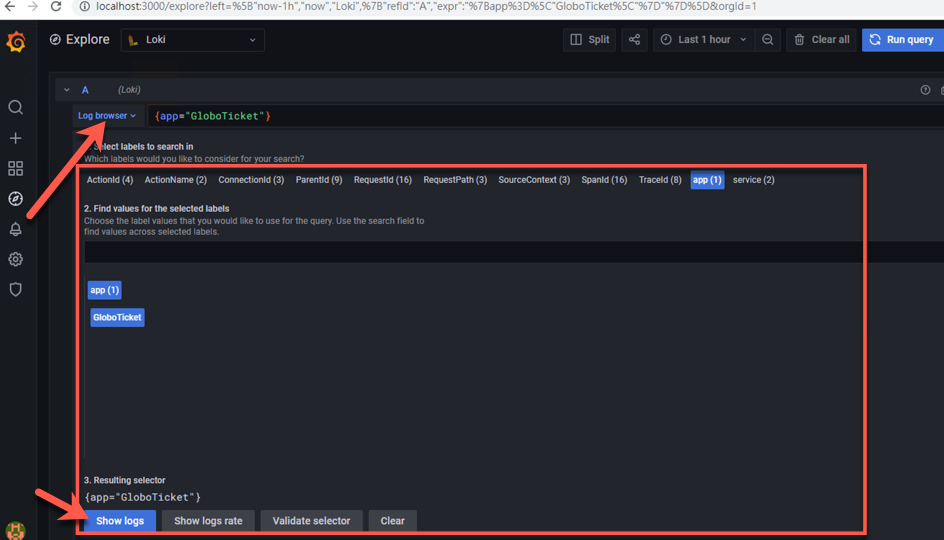 localhost:3000/explore?left=%5B"now-1h","now","Loki",%7B"refId":"A","expr":"%7Bapp%3D%5C"GloboTicket%5C"%7D"%7D%5D&orgId=1
Explore Loki Split Last 1 hour Clear all Run query
A (Loki)
Log browser {app="GloboTicket"}
Select labels to search in
Which labels would you like to consider for your search?
ActionId (4) ActionName (2) ConnectionId (3) ParentId (9) RequestId (16) RequestPath (3) SourceContext (3) SpanId (16) TraceId (8) app (1) service (2)
2. Find values for the selected labels
Choose the label values that you would like to use for the query. Use the search field to
find values across selected labels.
app (1)
GloboTicket
3. Resulting selector
{app="GloboTicket"}
Show logs Show logs rate Validate selector Clear